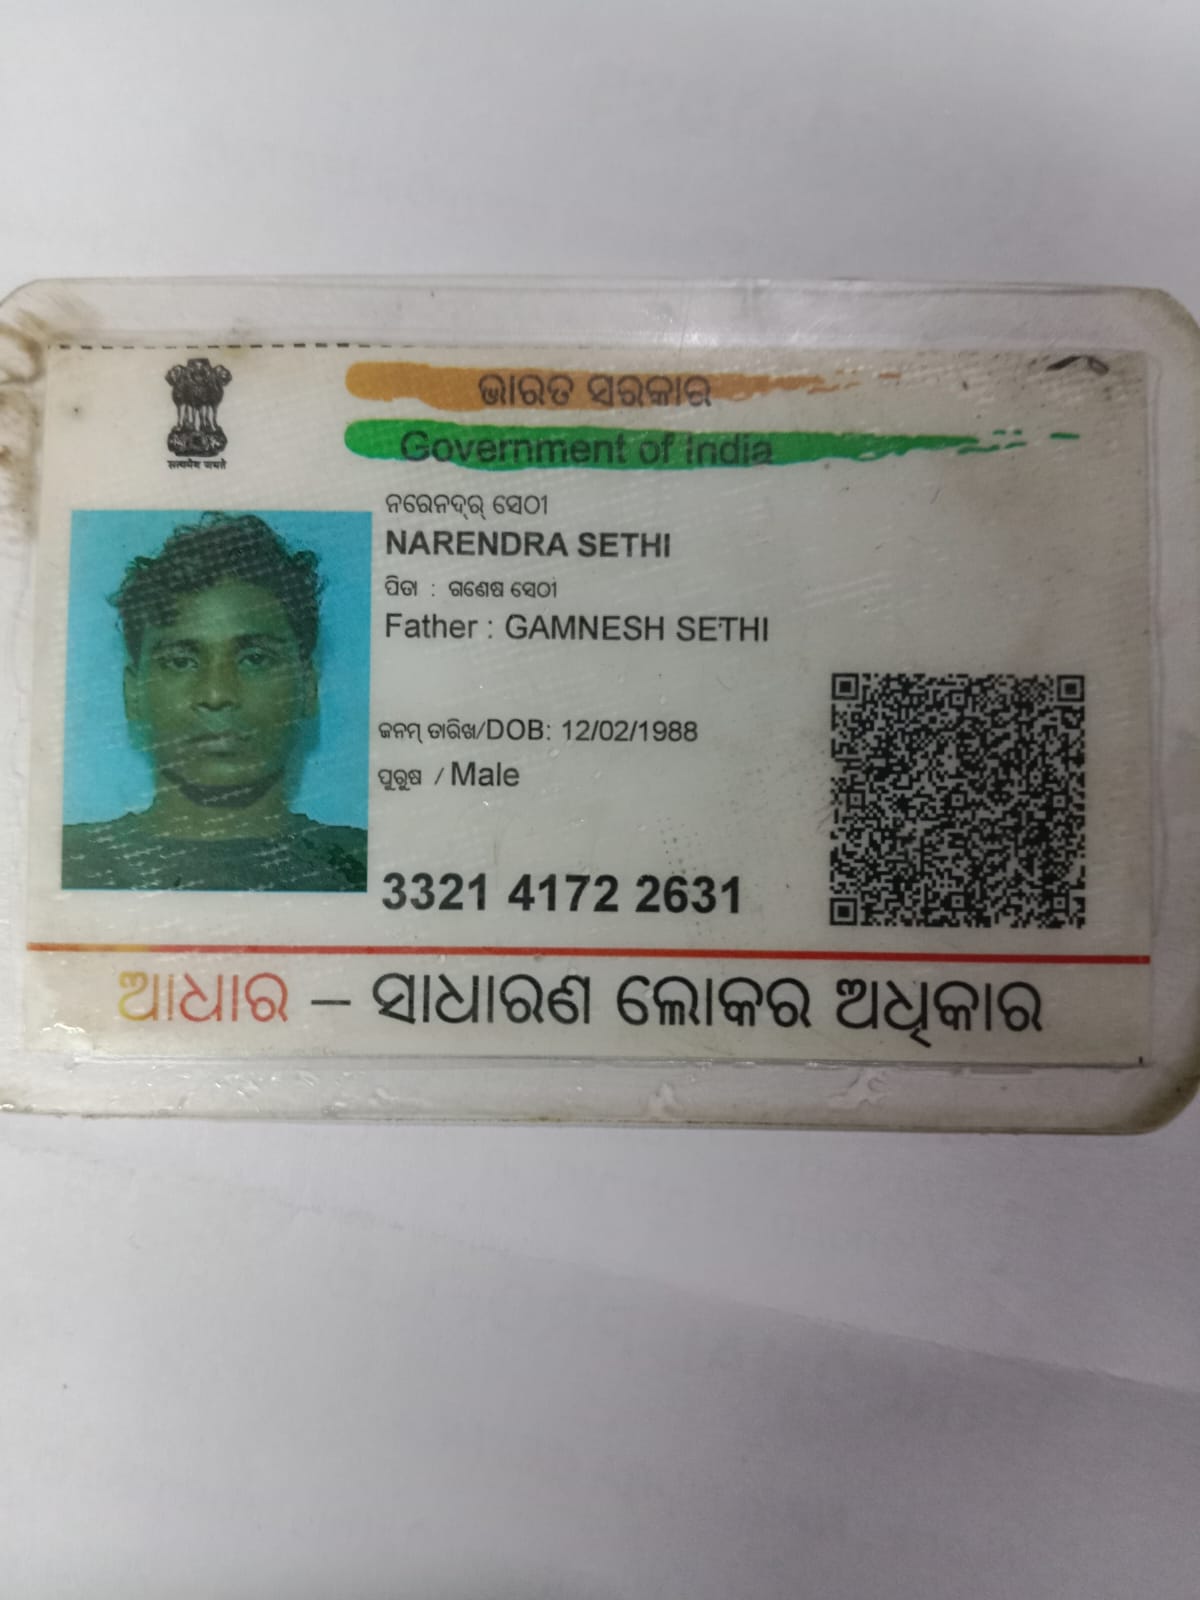 ଭାରତ ସରକାର
Government of India
सत्यमेव जयते
ନରେନଦ୍ର୍ ସେଠୀ
NARENDRA SETHI
ପିତା : ଗଣେଷ ସେଠୀ
Father : GAMNESH SETHI
ଜନମ୍ ତାରିଖ/DOB: 12/02/1988
ପୁରୁଷ / Male
3321 4172 2631
ଆଧାର – ସାଧାରଣ ଲୋକର ଅଧିକାର